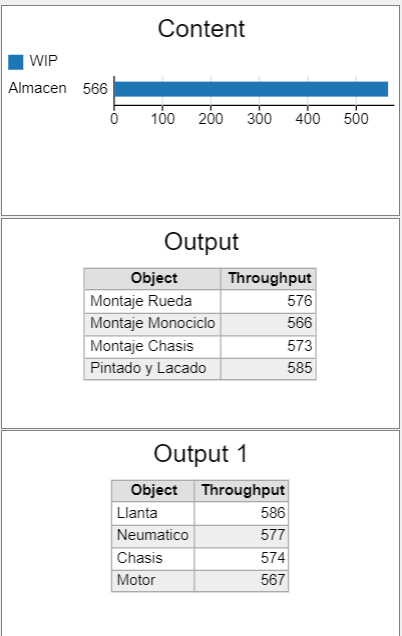 Content
WIP
Almacen 566
0 100 200 300 400 500
Output
Object Throughput
Montaje Rueda 576
Montaje Monociclo 566
Montaje Chasis 573
Pintado y Lacado 585
Output 1
Object Throughput
Llanta 586
Neumatico 577
Chasis 574
Motor 567